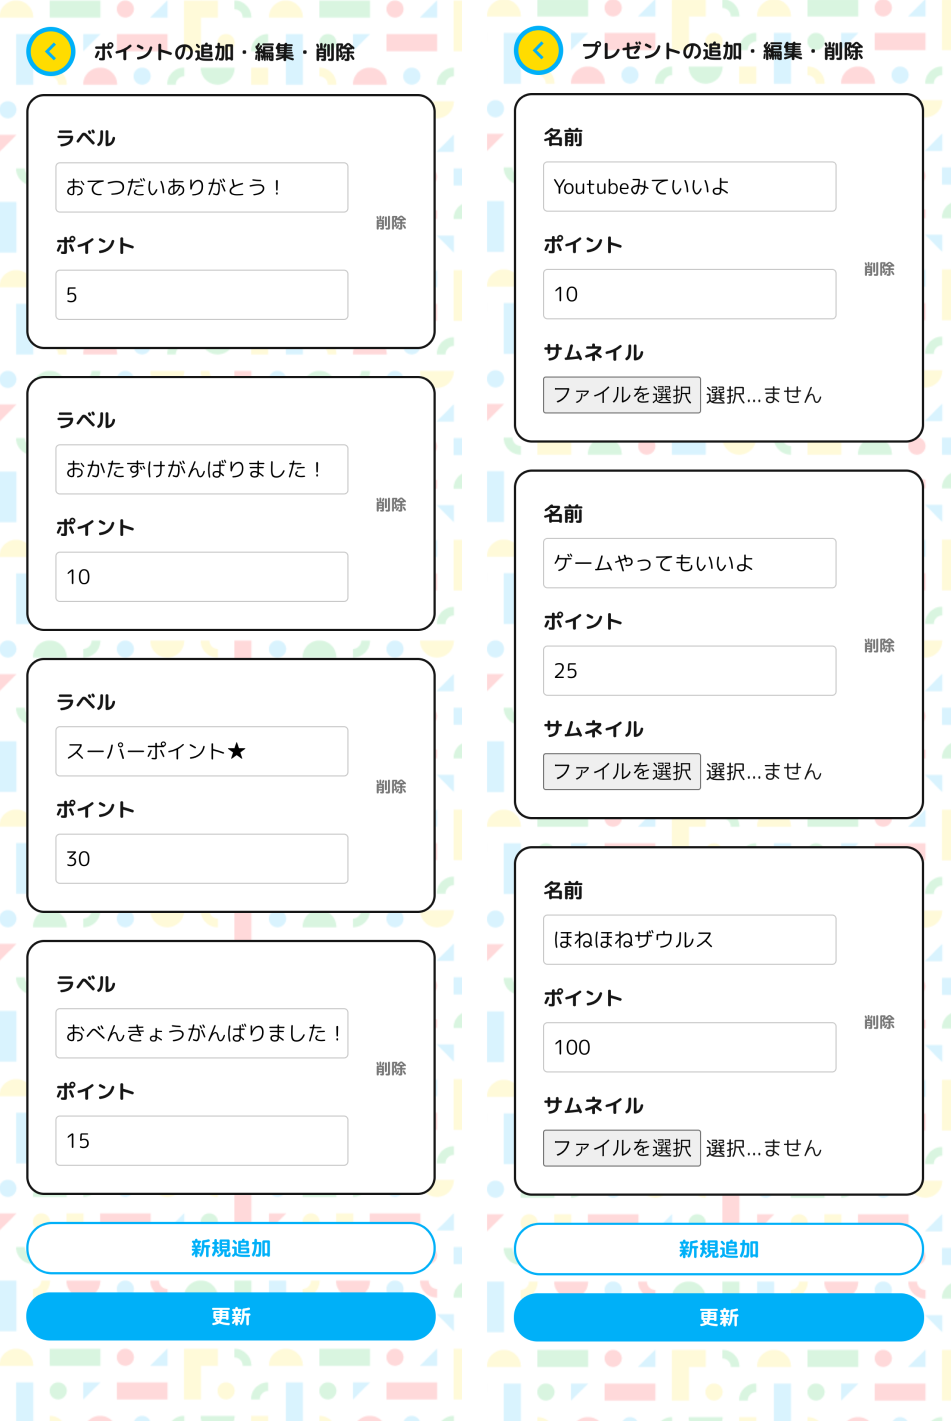 ポイントの追加・編集・削除
ラベル
おてつだいありがとう！
削除
ポイント
5
ラベル
おかたずけがんばりました！
削除
ポイント
10
ラベル
スーパーポイント★
削除
ポイント
30
ラベル
おべんきょうがんばりました！
削除
ポイント
15
新規追加
更新
プレゼントの追加・編集・削除
名前
Youtubeみていいよ
ポイント
削除
10
サムネイル
ファイルを選択 選択...ません
名前
ゲームやってもいいよ
ポイント
削除
25
サムネイル
ファイルを選択 選択...ません
名前
ほねほねザウルス
ポイント
削除
100
サムネイル
ファイルを選択 選択...ません
新規追加
更新